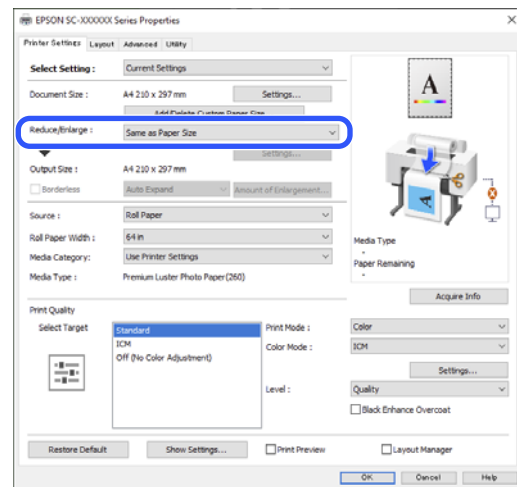 EPSON SC-XXXXXX Series Properties
Printer Settings Layout Advanced Utility
Select Setting : Current Settings
Document Size : A4 210 x 297 mm Settings...
Add/Delete Custom Paper Size
Reduce/Enlarge : Same as Paper Size
Settings...
Output Size : A4 210 x 297 mm
Borderless Auto Expand Amount of Enlargement...
Source : Roll Paper
Roll Paper Width : 64 in
Media Category: Use Printer Settings
Media Type : Premium Luster Photo Paper(260)
A
Media Type
-
Paper Remaining
-
Acquire Info
Print Quality
Select Target
Standard
ICM
Off (No Color Adjustment)
Print Mode : Color
Color Mode : ICM
Settings...
Level : Quality
Black Enhance Overcoat
Restore Default Show Settings... Print Preview Layout Manager
OK Cancel Help